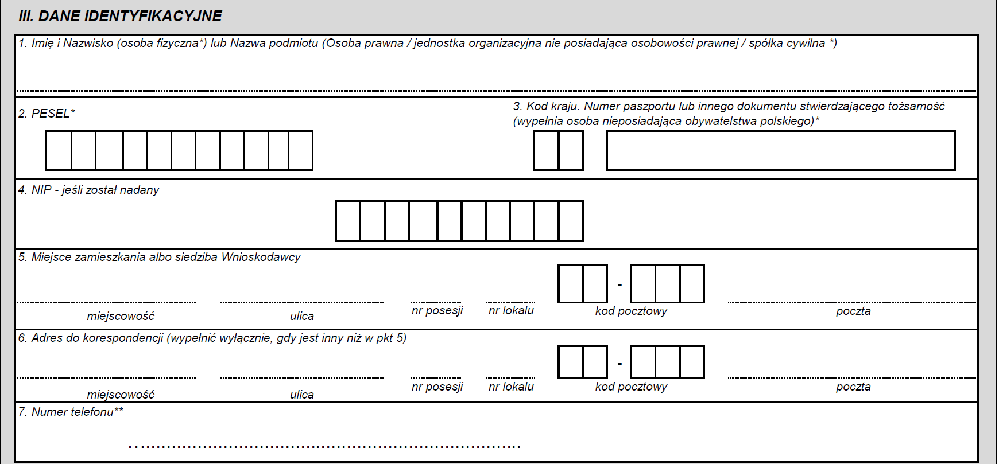 III. DANE IDENTYFIKACYJNE
1. Imię i Nazwisko (osoba fizyczna*) lub Nazwa podmiotu (Osoba prawna / jednostka organizacyjna nie posiadająca osobowości prawnej / spółka cywilna *)
2. PESEL*
3. Kod kraju. Numer paszportu lub innego dokumentu stwierdzającego tożsamość
(wypełnia osoba nieposiadająca obywatelstwa polskiego)*
4. NIP - jeśli został nadany
5. Miejsce zamieszkania albo siedziba Wnioskodawcy
-
miejscowość ulica nr posesji nr lokalu kod pocztowy poczta
6. Adres do korespondencji (wypełnić wyłącznie, gdy jest inny niż w pkt 5)
-
miejscowość ulica nr posesji nr lokalu kod pocztowy poczta
7. Numer telefonu**